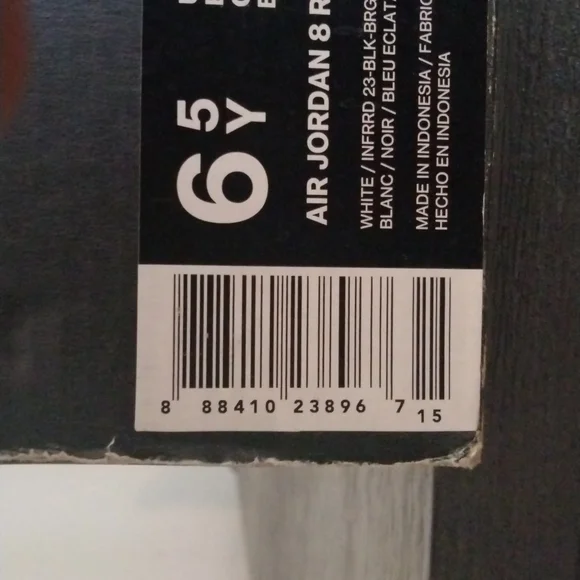 6 5
Y
AIR JORDAN 8 R
WHITE / INFRRD 23-BLK-BRG
BLANC / NOIR / BLEU ECLAT
MADE IN INDONESIA / FABRIC
HECHO EN INDONESIA
8 88410 23896 7 15